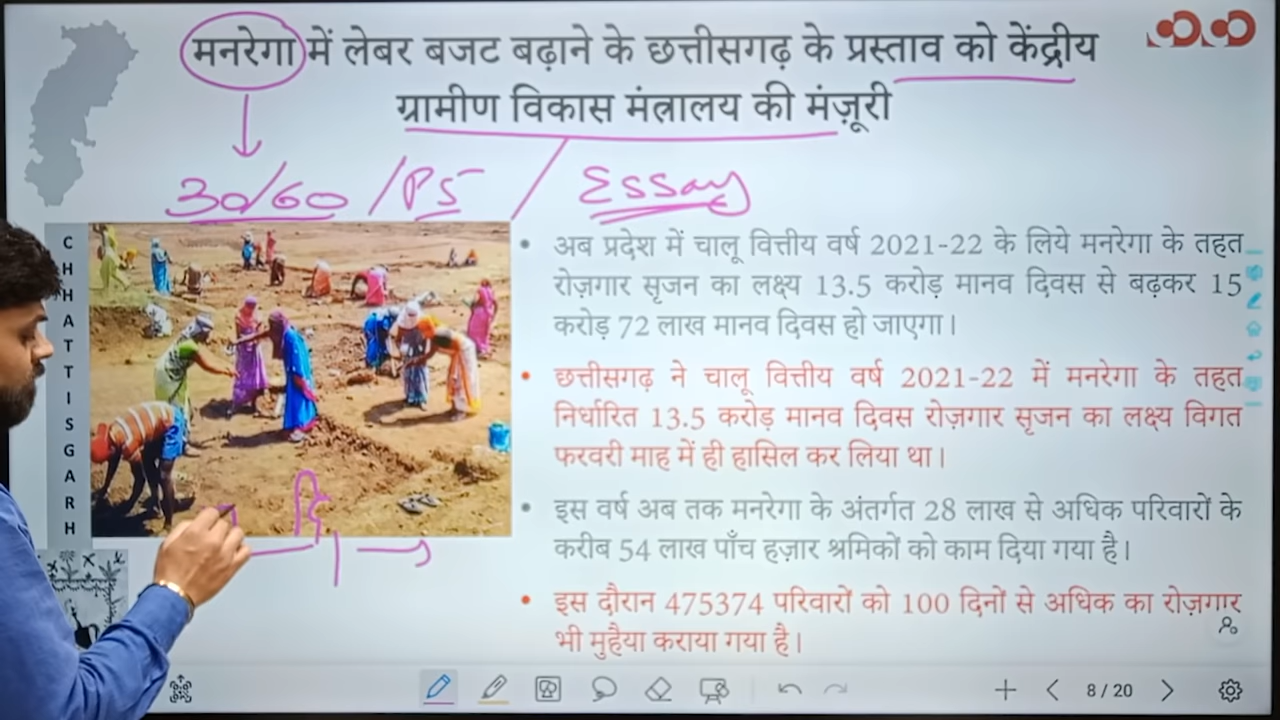 मनरेगा में लेबर बजट बढ़ाने के छत्तीसगढ़ के प्रस्ताव को केंद्रीय
ग्रामीण विकास मंत्रालय की मंज़ूरी
30/60 /P5 / Essay
CHHATTISGARH
• अब प्रदेश में चालू वित्तीय वर्ष 2021-22 के लिये मनरेगा के तहत
रोज़गार सृजन का लक्ष्य 13.5 करोड़ मानव दिवस से बढ़कर 15
करोड़ 72 लाख मानव दिवस हो जाएगा।
• छत्तीसगढ़ ने चालू वित्तीय वर्ष 2021-22 में मनरेगा के तहत
निर्धारित 13.5 करोड़ मानव दिवस रोज़गार सृजन का लक्ष्य विगत
फरवरी माह में ही हासिल कर लिया था।
• इस वर्ष अब तक मनरेगा के अंतर्गत 28 लाख से अधिक परिवारों के
करीब 54 लाख पाँच हज़ार श्रमिकों को काम दिया गया है।
• इस दौरान 475374 परिवारों को 100 दिनों से अधिक का रोज़गार
भी मुहैया कराया गया है।
8 / 20